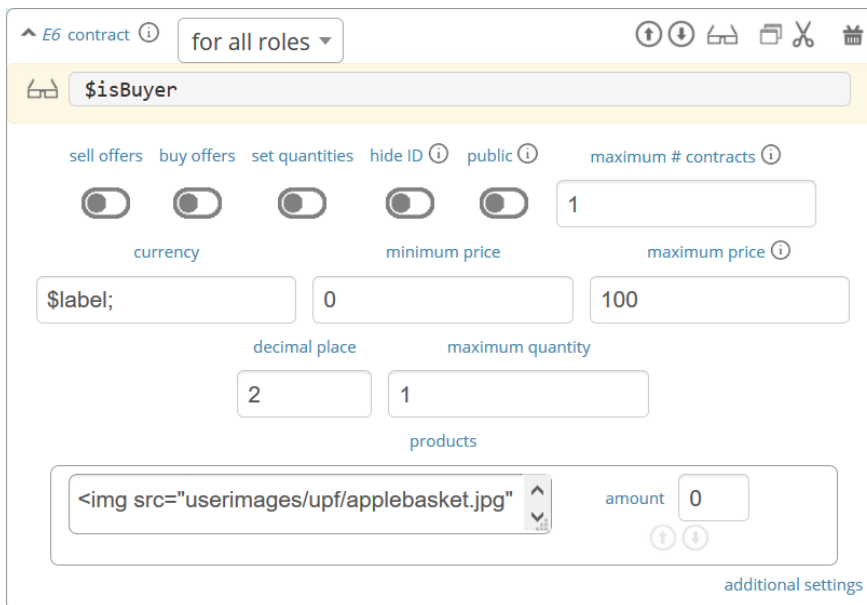 E6 contract for all roles
$isBuyer
sell offers buy offers set quantities hide ID public maximum # contracts
1
currency minimum price maximum price
$label; 0 100
decimal place maximum quantity
2 1
products
<img src="userimages/upf/applebasket.jpg" amount 0
additional settings